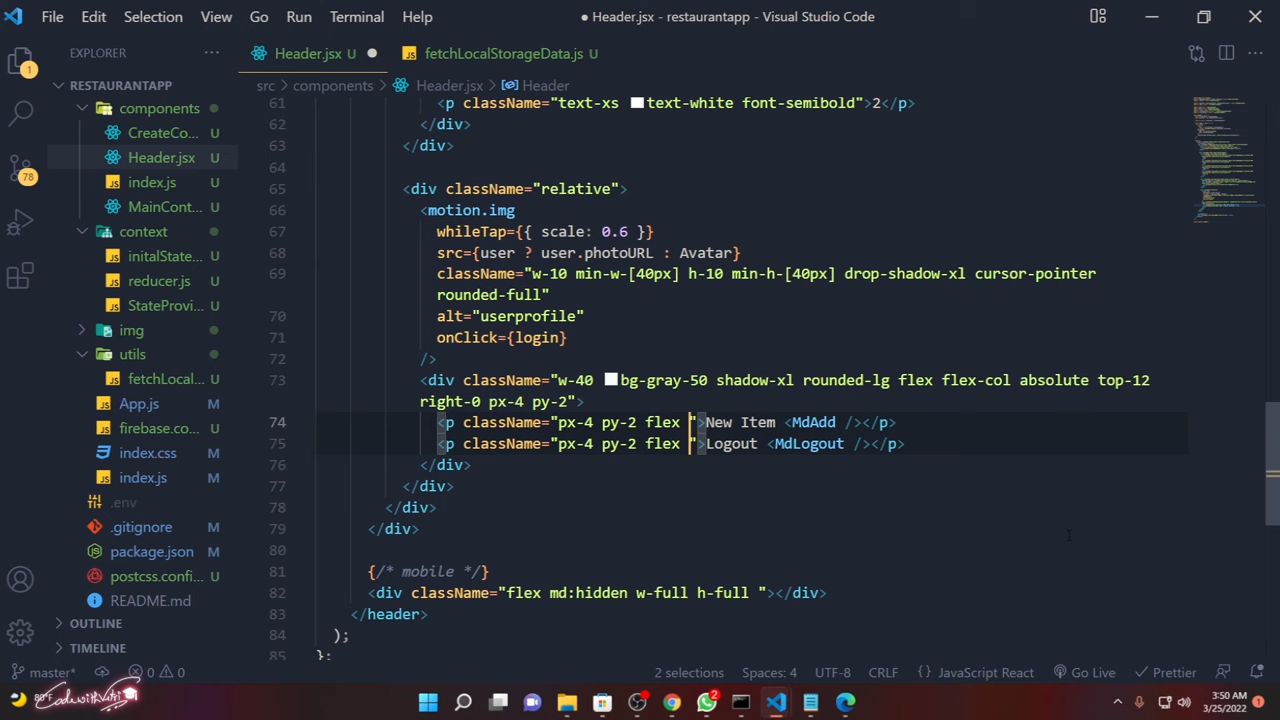 File Edit Selection View Go Run Terminal Help
● Header.jsx - restaurantapp - Visual Studio Code
EXPLORER ···
Header.jsx U ●
fetchLocalStorageData.js U
RESTAURANTAPP
src > components > Header.jsx > Header
components
CreateCo... U
Header.jsx U
index.js U
MainCont... U
context
initalState... U
reducer.js U
StateProvi... U
img
utils
fetchLocal... U
App.js M
firebase.co... U
index.css M
index.js M
.env
.gitignore M
package.json M
postcss.confi... U
README.md
OUTLINE
TIMELINE
1
78
61 <p className="text-xs text-white font-semibold">2</p>
62 </div>
63 </div>
64
65 <div className="relative">
66 <motion.img
67 whileTap={{ scale: 0.6 }}
68 src={user ? user.photoURL : Avatar}
69 className="w-10 min-w-[40px] h-10 min-h-[40px] drop-shadow-xl cursor-pointer
rounded-full"
70 alt="userprofile"
71 onClick={login}
72 />
73 <div className="w-40 bg-gray-50 shadow-xl rounded-lg flex flex-col absolute top-12
right-0 px-4 py-2">
74 <p className="px-4 py-2 flex ">New Item <MdAdd /></p>
75 <p className="px-4 py-2 flex ">Logout <MdLogout /></p>
76 </div>
77 </div>
78 </div>
79 </div>
80
81 {/* mobile */}
82 <div className="flex md:hidden w-full h-full "></div>
83 </header>
84 );
85 };
master* 0 0 2 selections Spaces: 4 UTF-8 CRLF {} JavaScript React Go Live Prettier
80°F
CodewithVetri
2
3:50 AM
3/25/2022